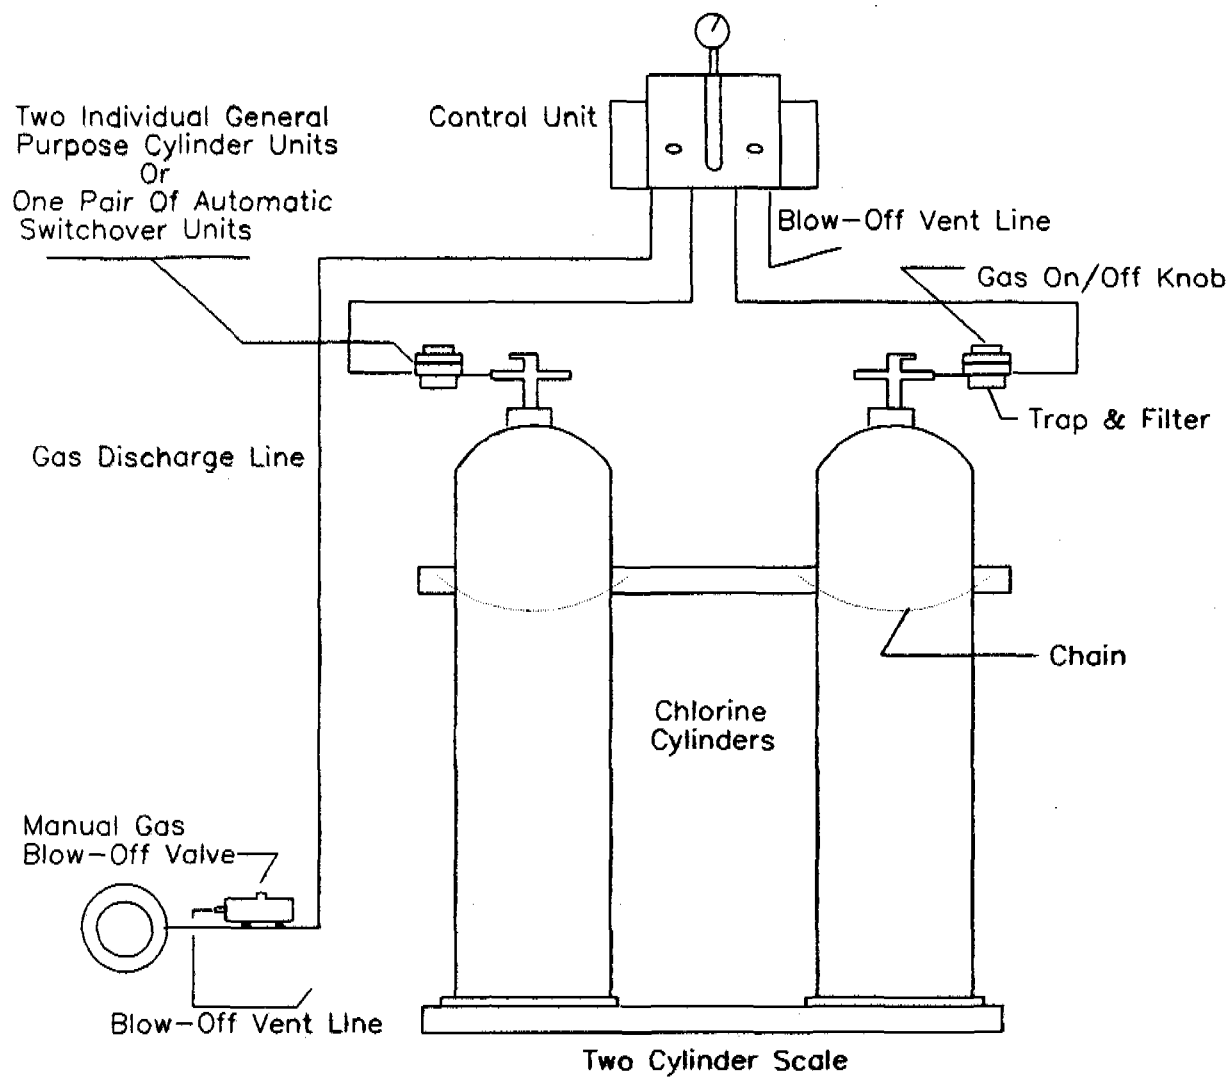 Two Individual General
Purpose Cylinder Units
Or
One Pair Of Automatic
Switchover Units
Control Unit
Blow-Off Vent Line
Gas On/Off Knob
Trap & Filter
Gas Discharge Line
Chain
Chlorine
Cylinders
Manual Gas
Blow-Off Valve
Blow-Off Vent Line
Two Cylinder Scale